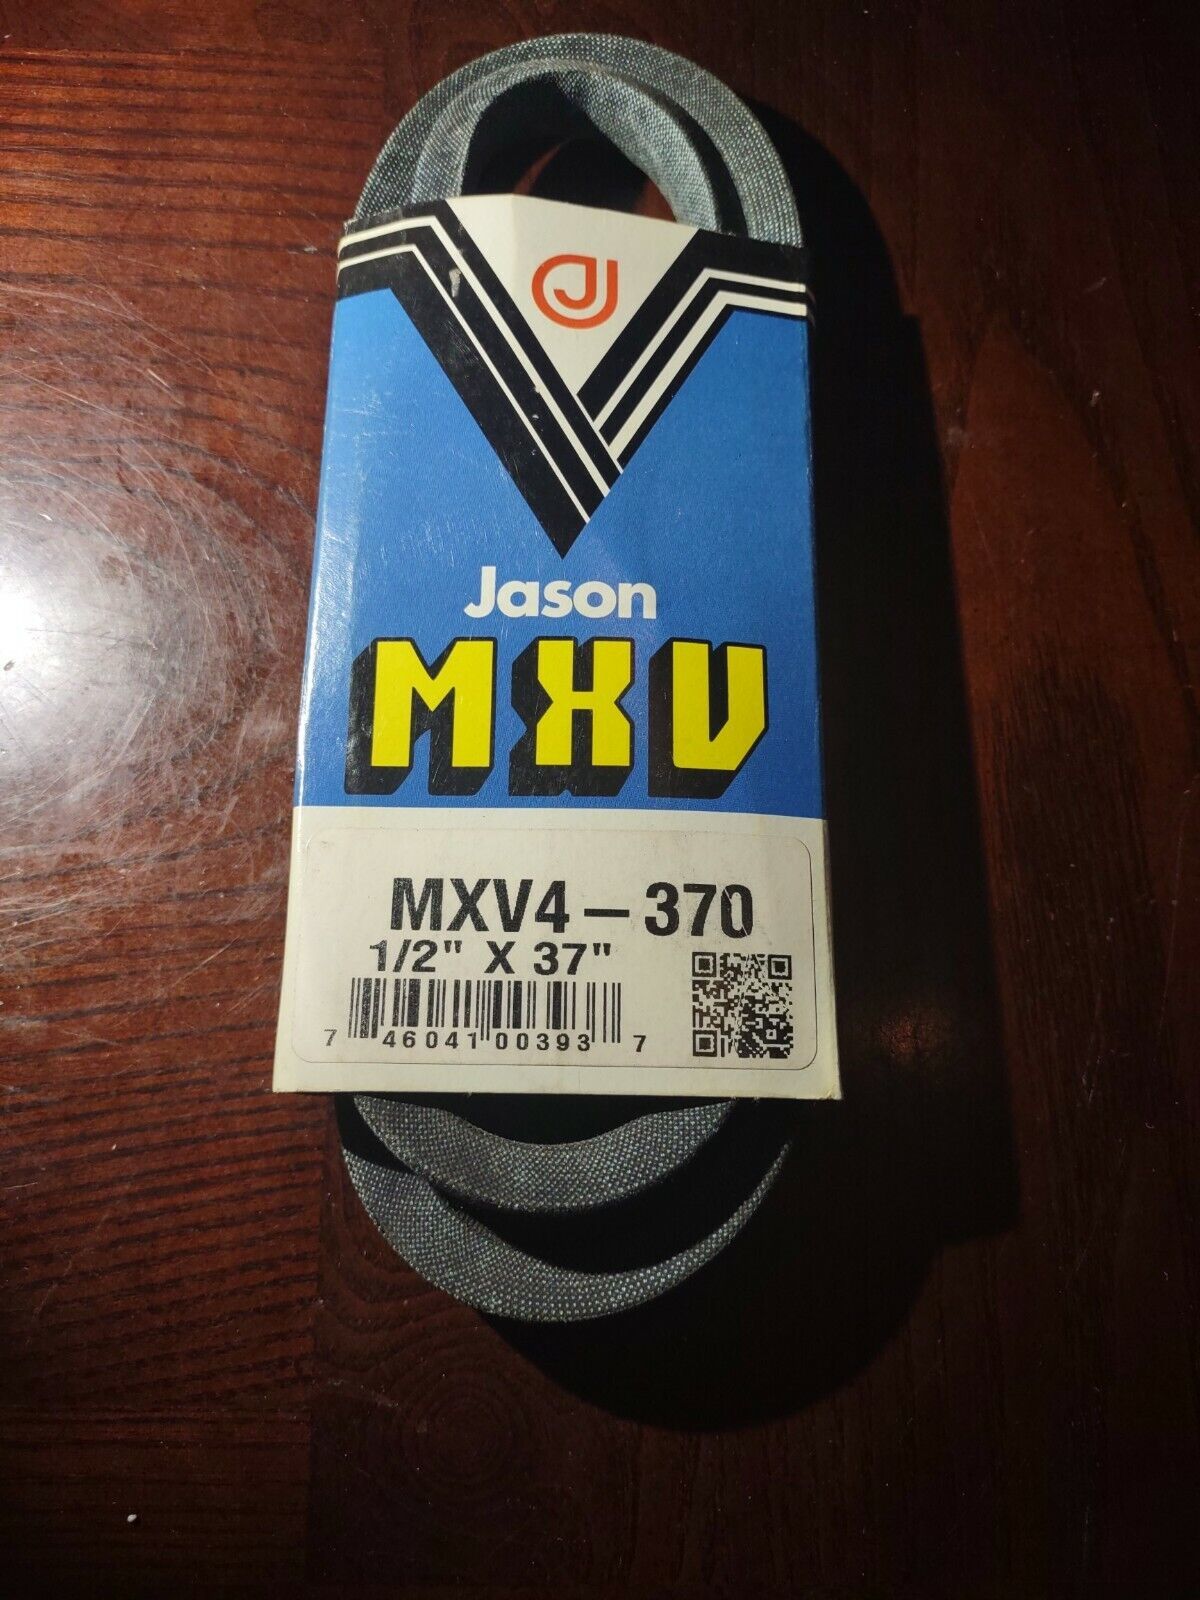 J
Jason
MXV
MXV4-370
1/2" X 37"
7 46041 00393 7